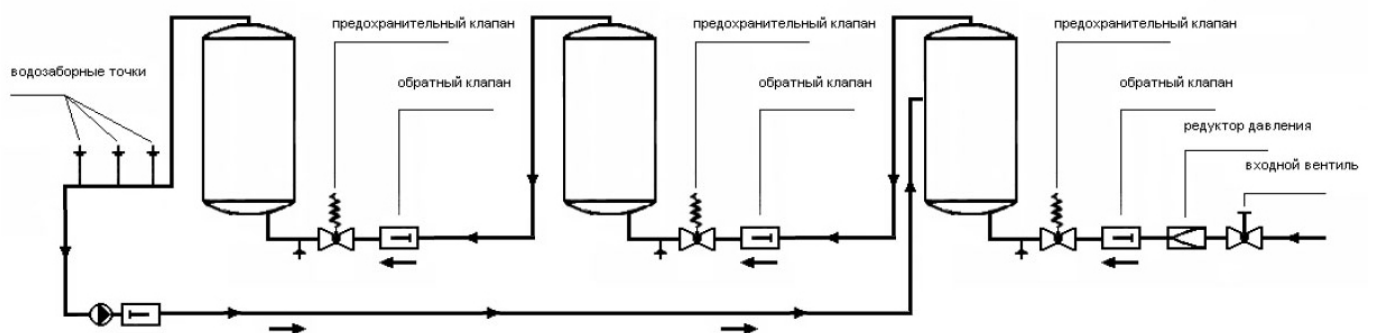 предохранительный клапан
предохранительный клапан
предохранительный клапан
водозаборные точки
обратный клапан
обратный клапан
обратный клапан
редуктор давления
входной вентиль